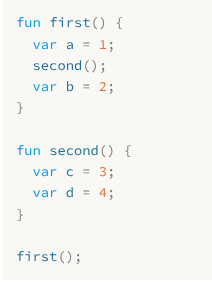 fun first() {
  var a = 1;
  second();
  var b = 2;
}

fun second() {
  var c = 3;
  var d = 4;
}

first();